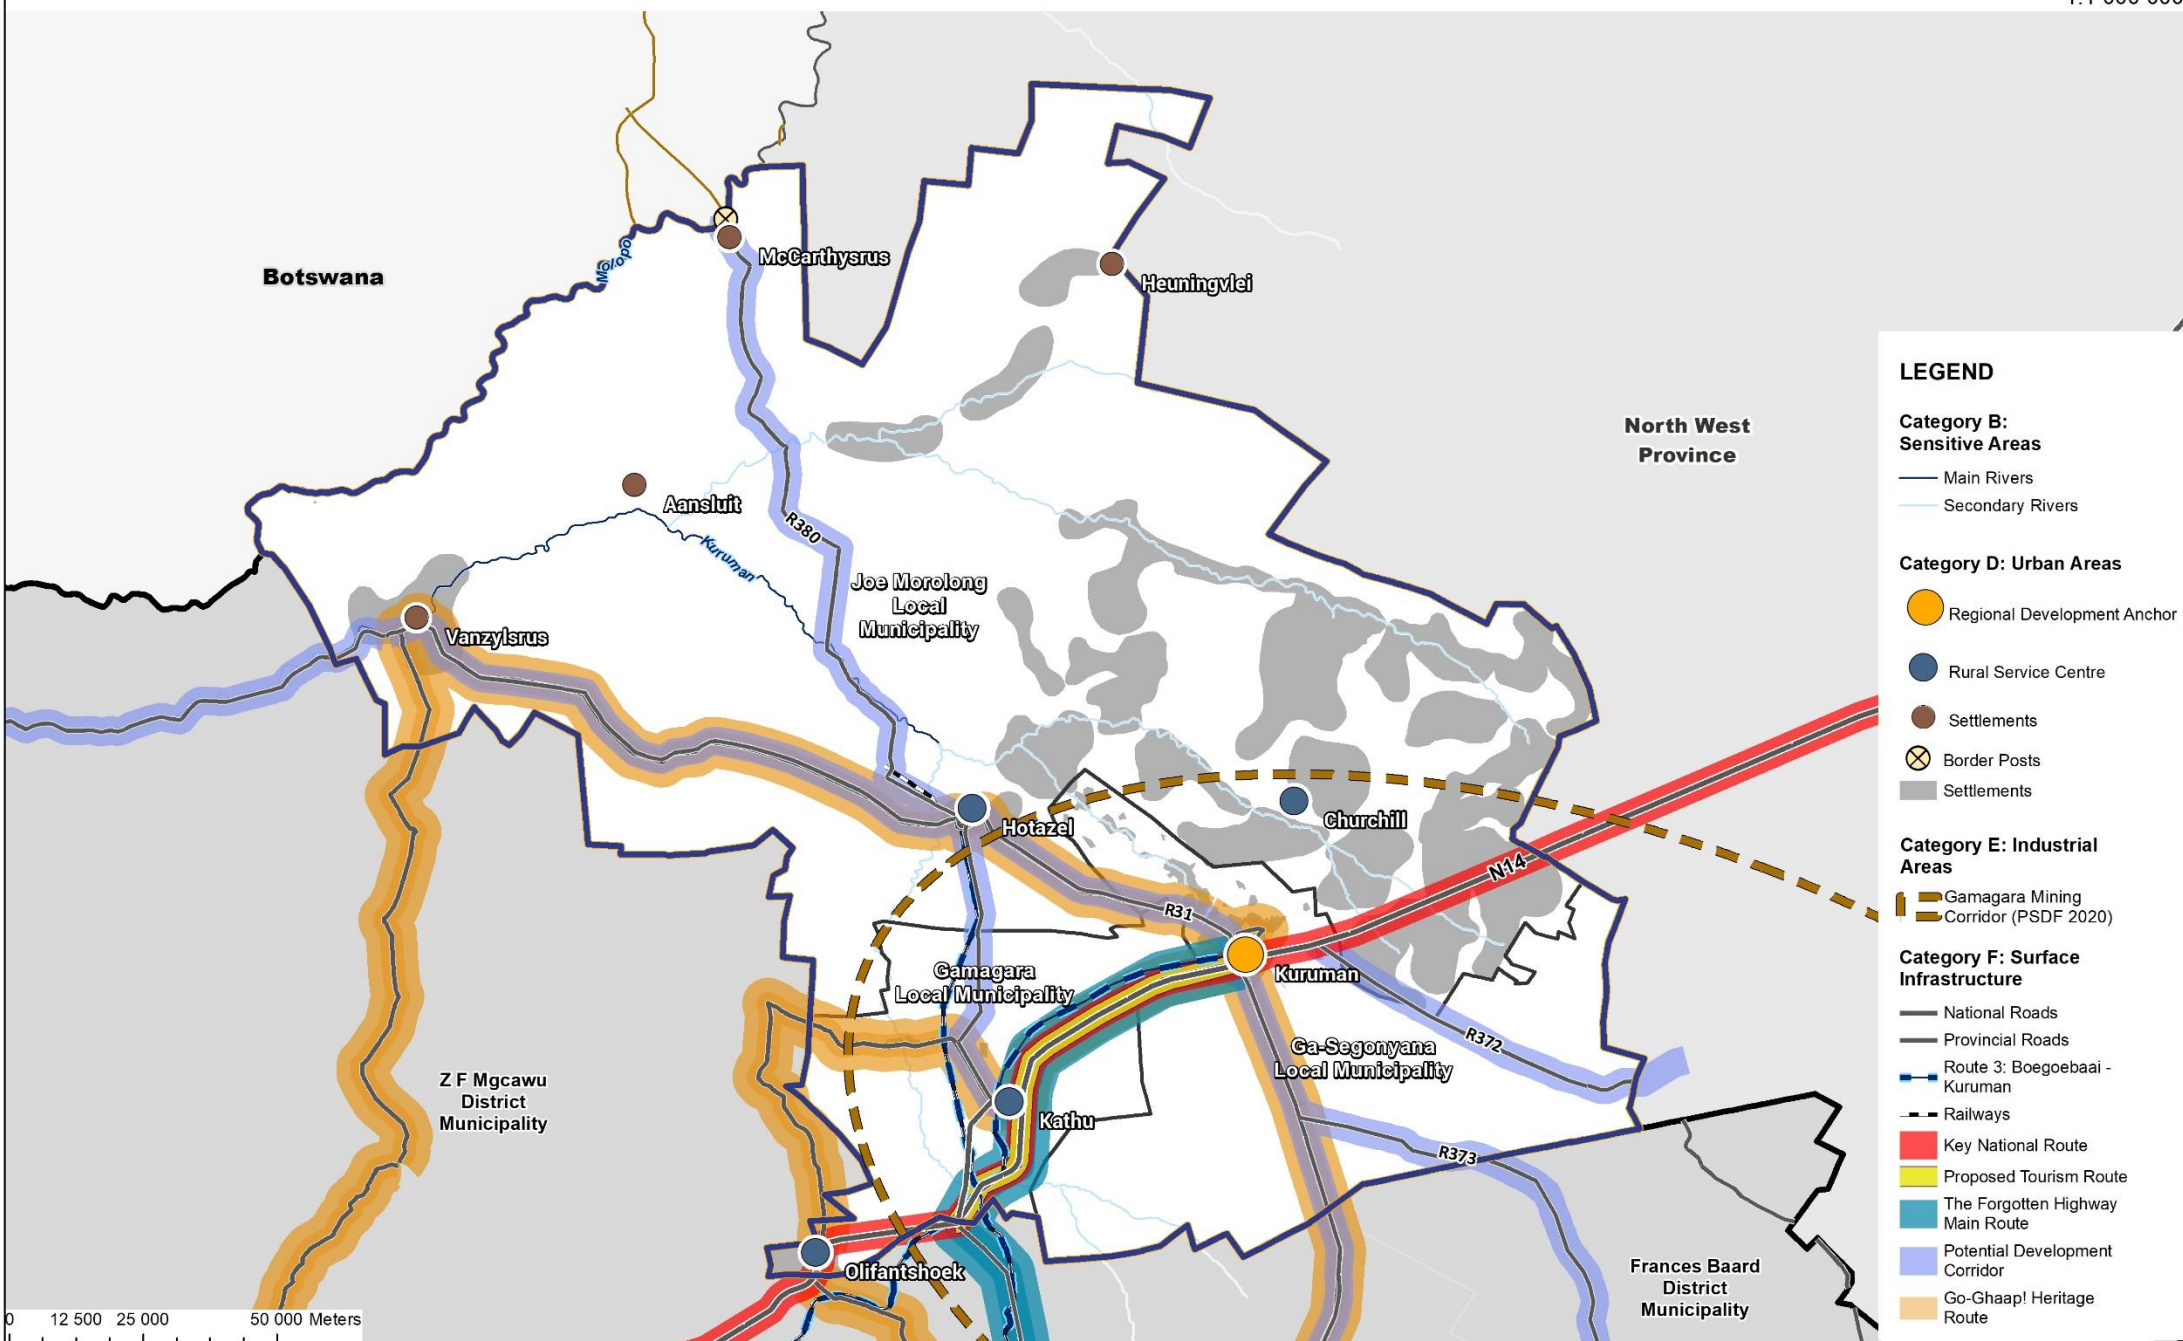 Botswana
Molopo
McCarthysrus
Heuningvlei
North West
Province
Aansluit
Kuruman
R380
Joe Morolong
Local
Municipality
Vanzylsrus
Hotazel
Churchill
N14
R31
Kuruman
Gamagara
Local Municipality
R372
Ga-Segonyana
Local Municipality
Z F Mgcawu
District
Municipality
Kathu
R373
Olifantshoek
Frances Baard
District
Municipality
0 12 500 25 000 50 000 Meters
LEGEND
Category B:
Sensitive Areas
Main Rivers
Secondary Rivers
Category D: Urban Areas
Regional Development Anchor
Rural Service Centre
Settlements
Border Posts
Settlements
Category E: Industrial
Areas
Gamagara Mining
Corridor (PSDF 2020)
Category F: Surface
Infrastructure
National Roads
Provincial Roads
Route 3: Boegoebaai -
Kuruman
Railways
Key National Route
Proposed Tourism Route
The Forgotten Highway
Main Route
Potential Development
Corridor
Go-Ghaap! Heritage
Route